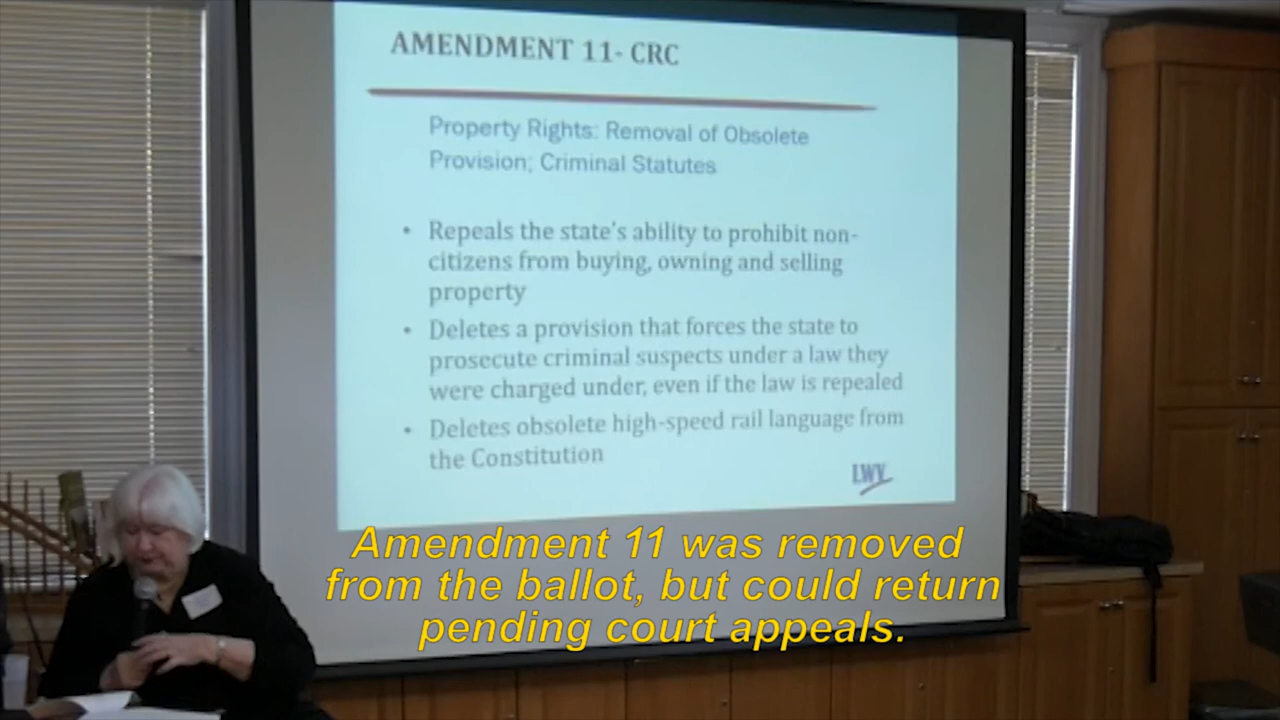 AMENDMENT 11- CRC
Property Rights: Removal of Obsolete
Provision; Criminal Statutes
• Repeals the state's ability to prohibit non-
citizens from buying, owning and selling
property
• Deletes a provision that forces the state to
prosecute criminal suspects under a law they
were charged under, even if the law is repealed
• Deletes obsolete high-speed rail language from
the Constitution
LWV
Amendment 11 was removed
from the ballot, but could return
pending court appeals.